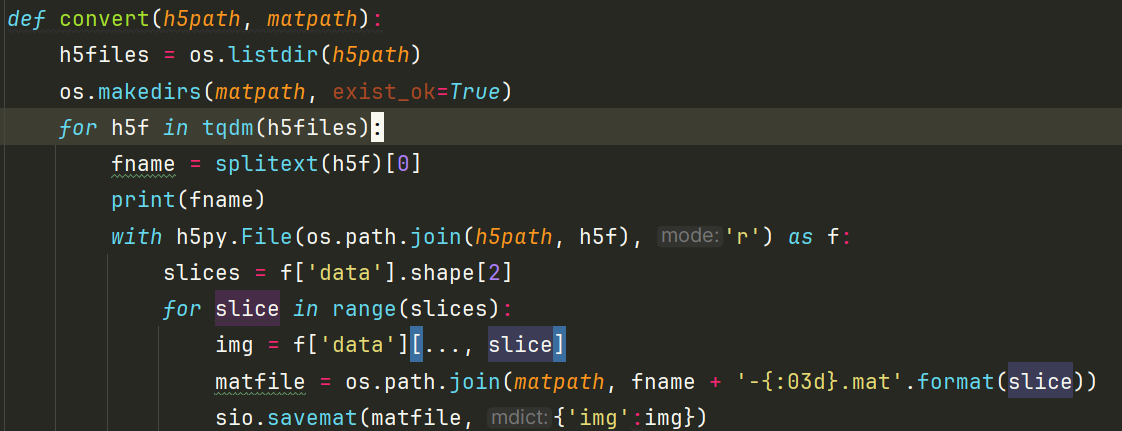 def convert(h5path, matpath):
    h5files = os.listdir(h5path)
    os.makedirs(matpath, exist_ok=True)
    for h5f in tqdm(h5files):
        fname = splitext(h5f)[0]
        print(fname)
        with h5py.File(os.path.join(h5path, h5f), mode: 'r') as f:
            slices = f['data'].shape[2]
            for slice in range(slices):
                img = f['data'][..., slice]
                matfile = os.path.join(matpath, fname + '-{:03d}.mat'.format(slice))
                sio.savemat(matfile, mdict: {'img':img})